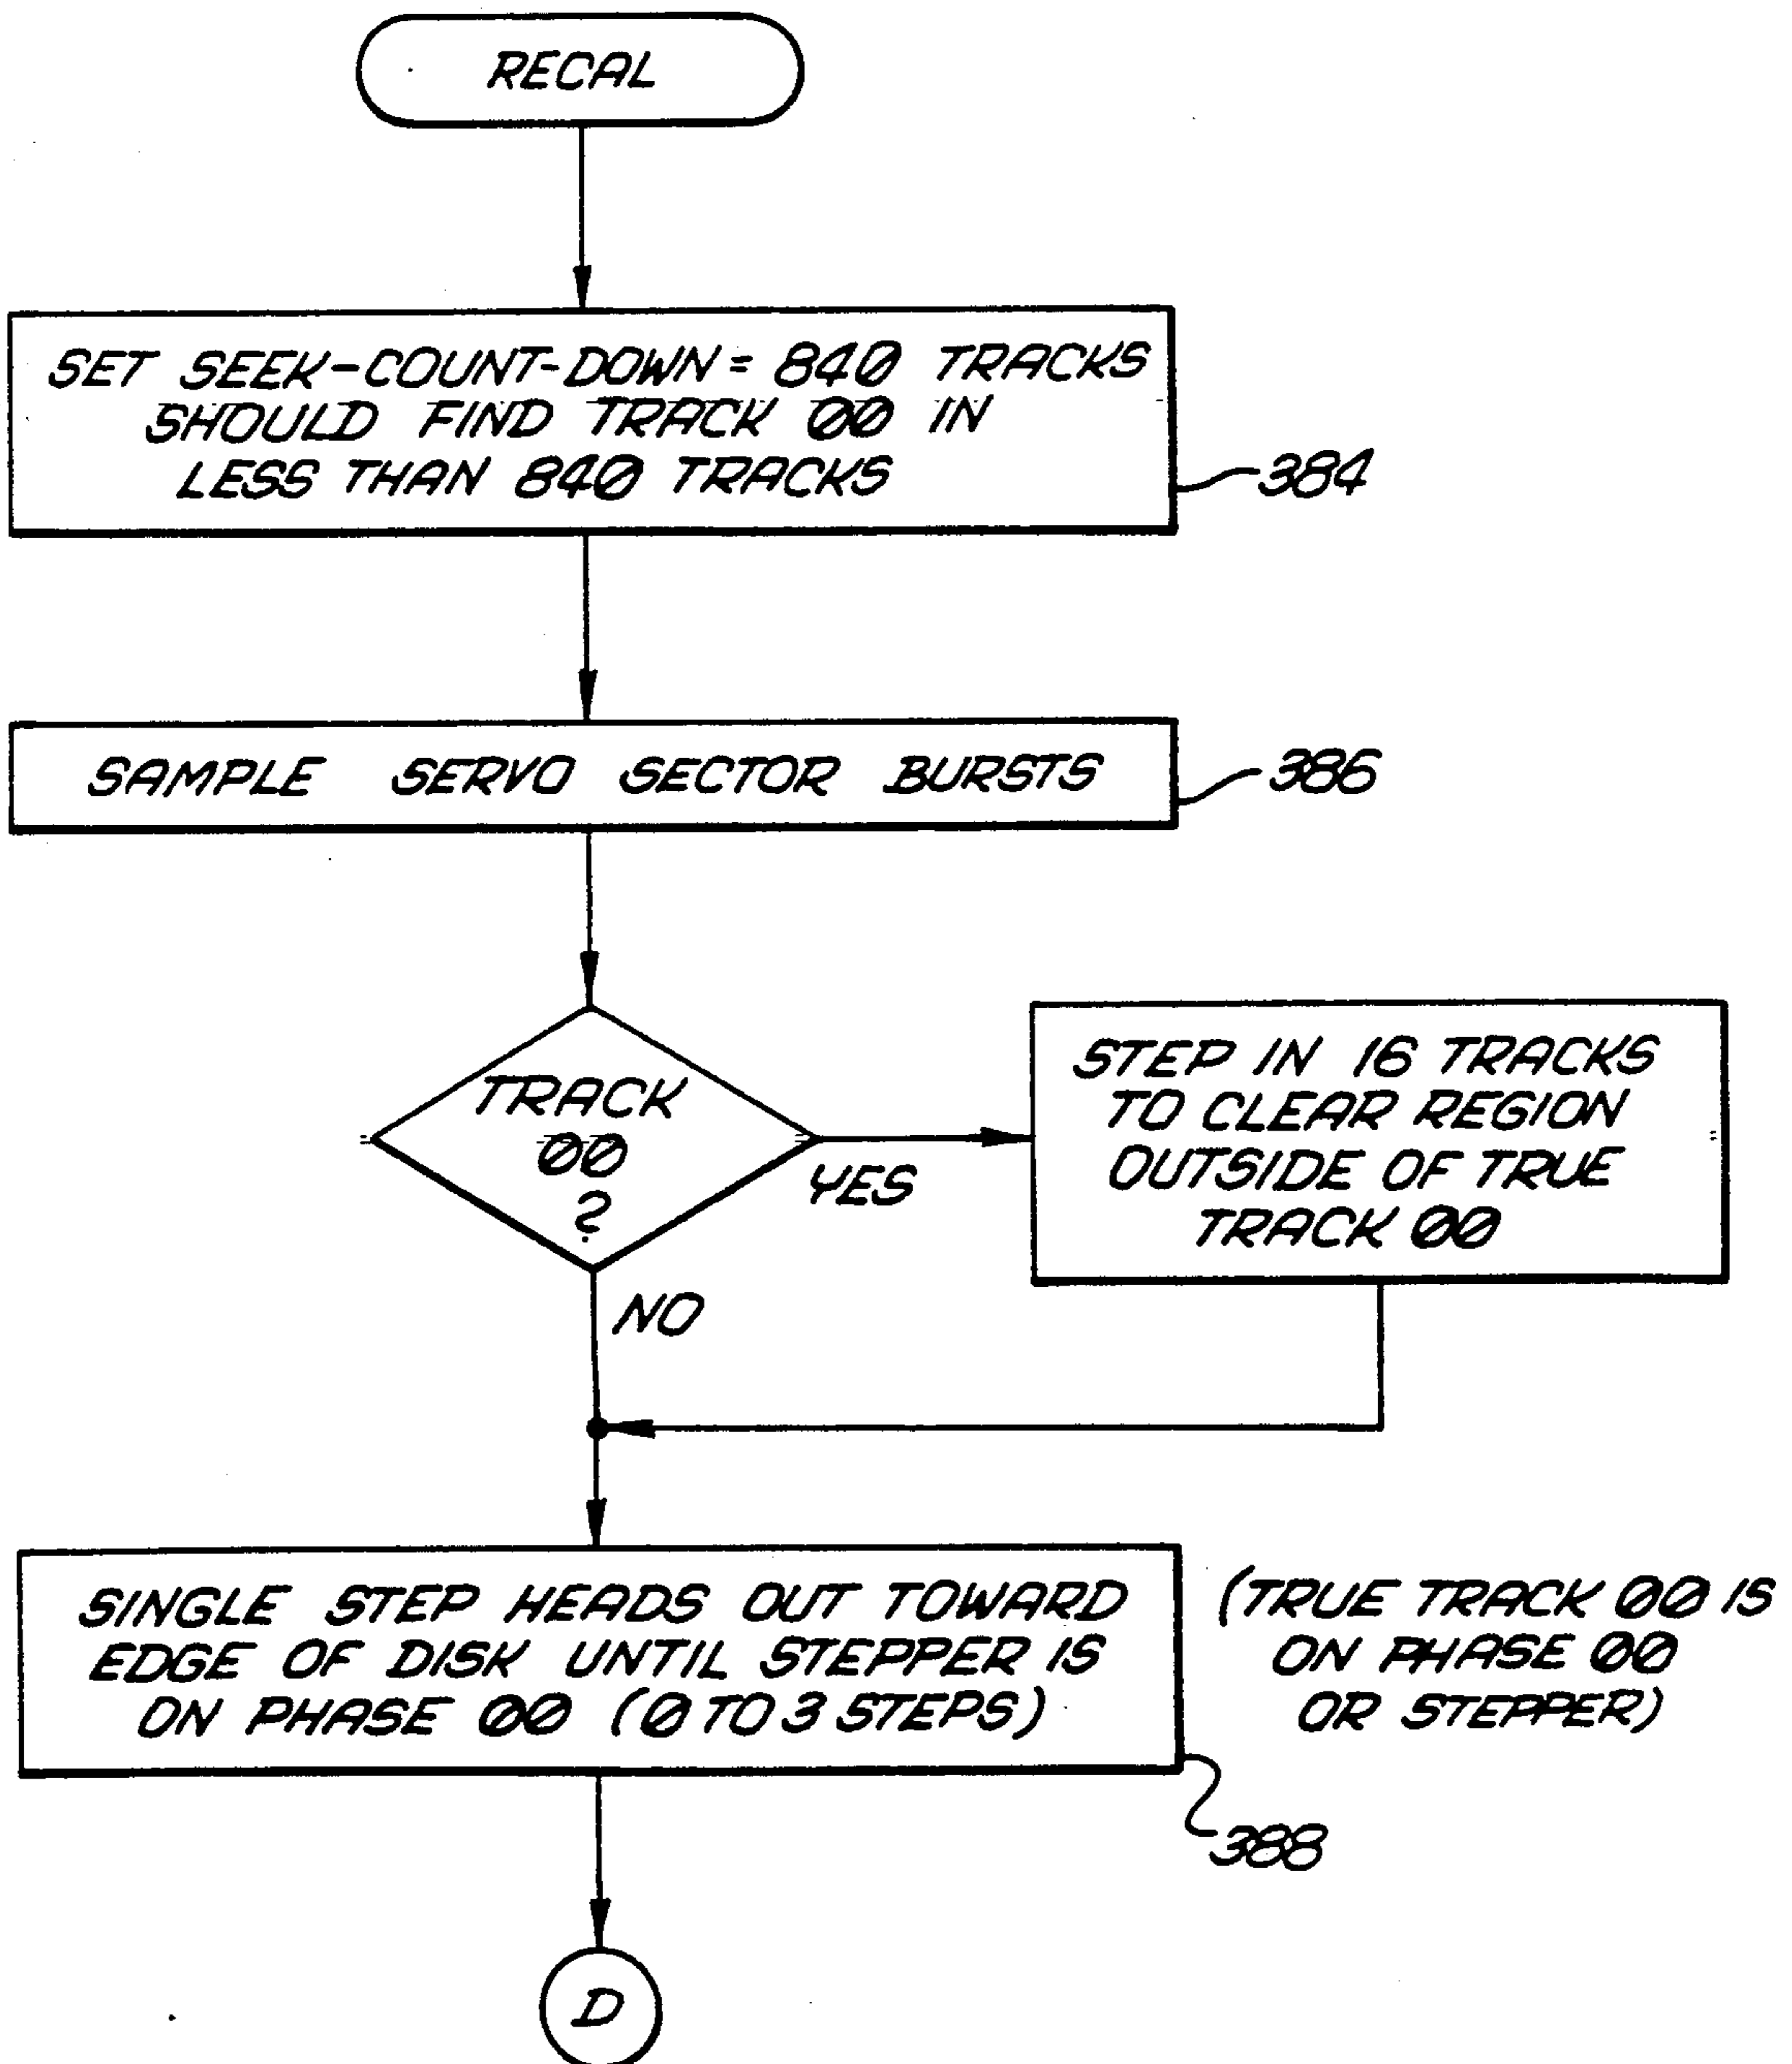 RECAL
SET SEEK-COUNT-DOWN = 840 TRACKS
SHOULD FIND TRACK 00 IN
LESS THAN 840 TRACKS
384
SAMPLE SERVO SECTOR BURSTS
386
TRACK
00
?
YES
STEP IN 16 TRACKS
TO CLEAR REGION
OUTSIDE OF TRUE
TRACK 00
NO
SINGLE STEP HEADS OUT TOWARD
EDGE OF DISK UNTIL STEPPER IS
ON PHASE 00 (0 TO 3 STEPS)
(TRUE TRACK 00 IS
ON PHASE 00
OR STEPPER)
388
D